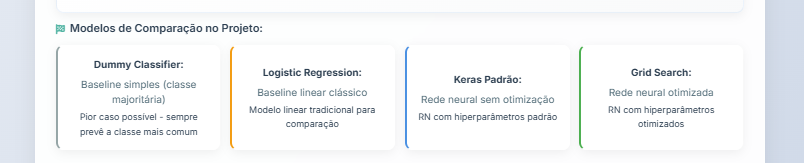 Modelos de Comparação no Projeto:
Dummy Classifier:
Baseline simples (classe
majoritária)
Pior caso possível - sempre
prevê a classe mais comum
Logistic Regression:
Baseline linear clássico
Modelo linear tradicional para
comparação
Keras Padrão:
Rede neural sem otimização
RN com hiperparâmetros padrão
Grid Search:
Rede neural otimizada
RN com hiperparâmetros
otimizados